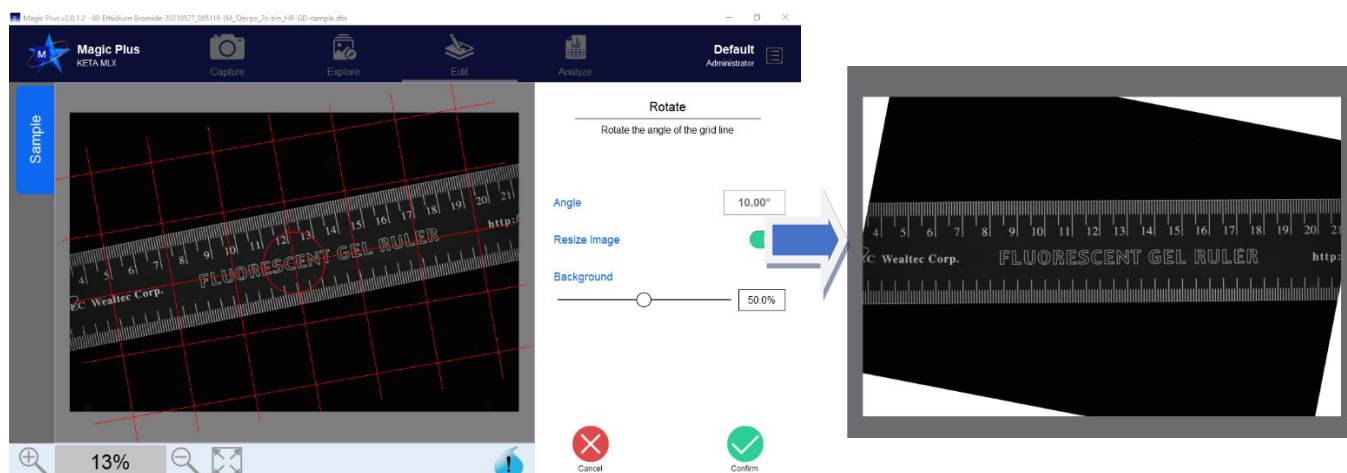 Magic Plus v2.0.1.2 - 00-Ethidium Bromide-20210527_085119-(M_S)expo_2s-bin_HR-GD-sample.dfn
M
Magic Plus
KETA MLX
Capture
Explore
Edit
Analyze
Default
Administrator
Sample
4 5 6 7 8 9 10 11 12 13 14 15 16 17 18 19 20 21
EC Wealtec Corp.
FLUORESCENT GEL RULER
http:/
Rotate
Rotate the angle of the grid line
Angle
10.00°
Resize Image
Background
50.0%
Cancel
Confirm
13%
!
4 5 6 7 8 9 10 11 12 13 14 15 16 17 18 19 20 21
C Wealtec Corp.
FLUORESCENT GEL RULER
http: